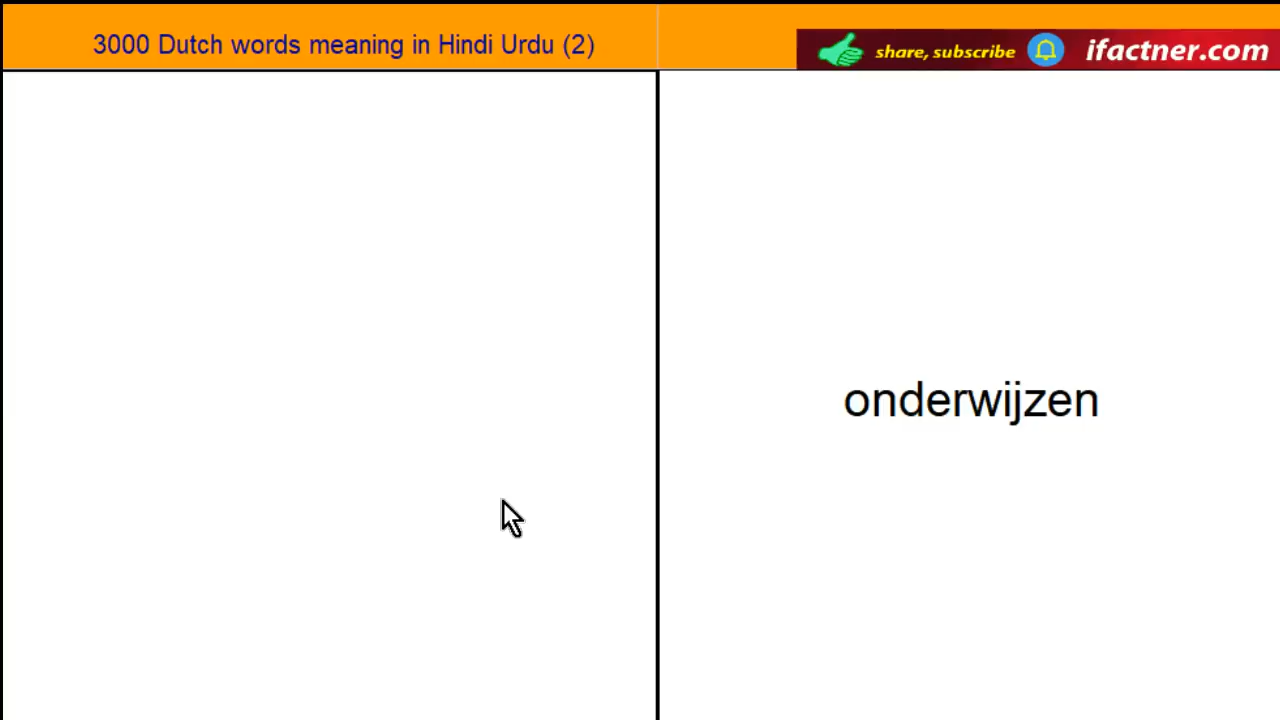 3000 Dutch words meaning in Hindi Urdu (2)
share, subscribe
ifactner.com
onderwijzen